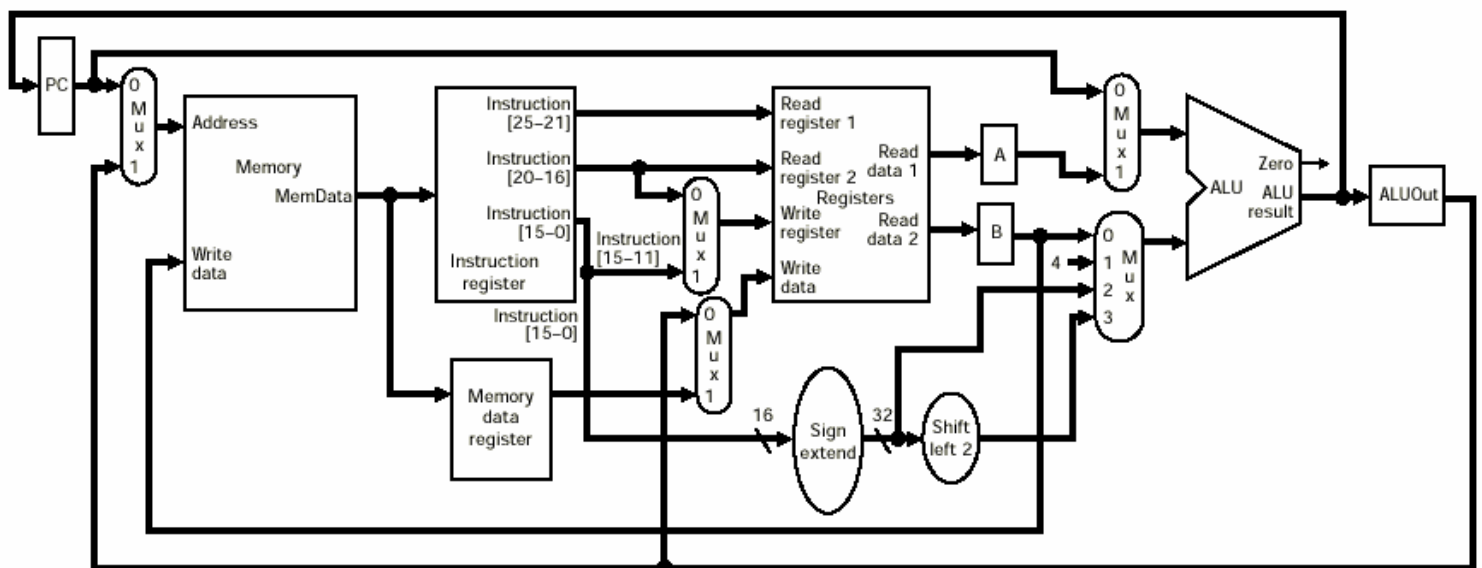 PC
0
M
u
x
1
Address
Memory
MemData
Write
data
Instruction
[25–21]
Instruction
[20–16]
Instruction
[15–0]
Instruction
register
Instruction
[15–11]
Instruction
[15–0]
0
M
u
x
1
0
M
u
x
1
Memory
data
register
Read
register 1
Read
register 2
Registers
Write
register
Write
data
Read
data 1
Read
data 2
16
Sign
extend
32
Shift
left 2
A
B
4
0
M
u
x
1
0
1
2
3
M
u
x
ALU
Zero
ALU
result
ALUOut